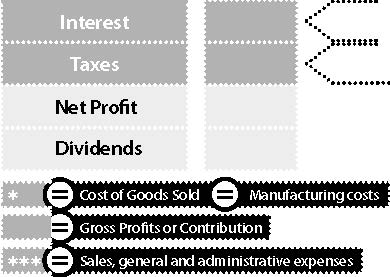 Interest
Taxes
Net Profit
Dividends
* = Cost of Goods Sold = Manufacturing costs
= Gross Profits or Contribution
*** = Sales, general and administrative expenses